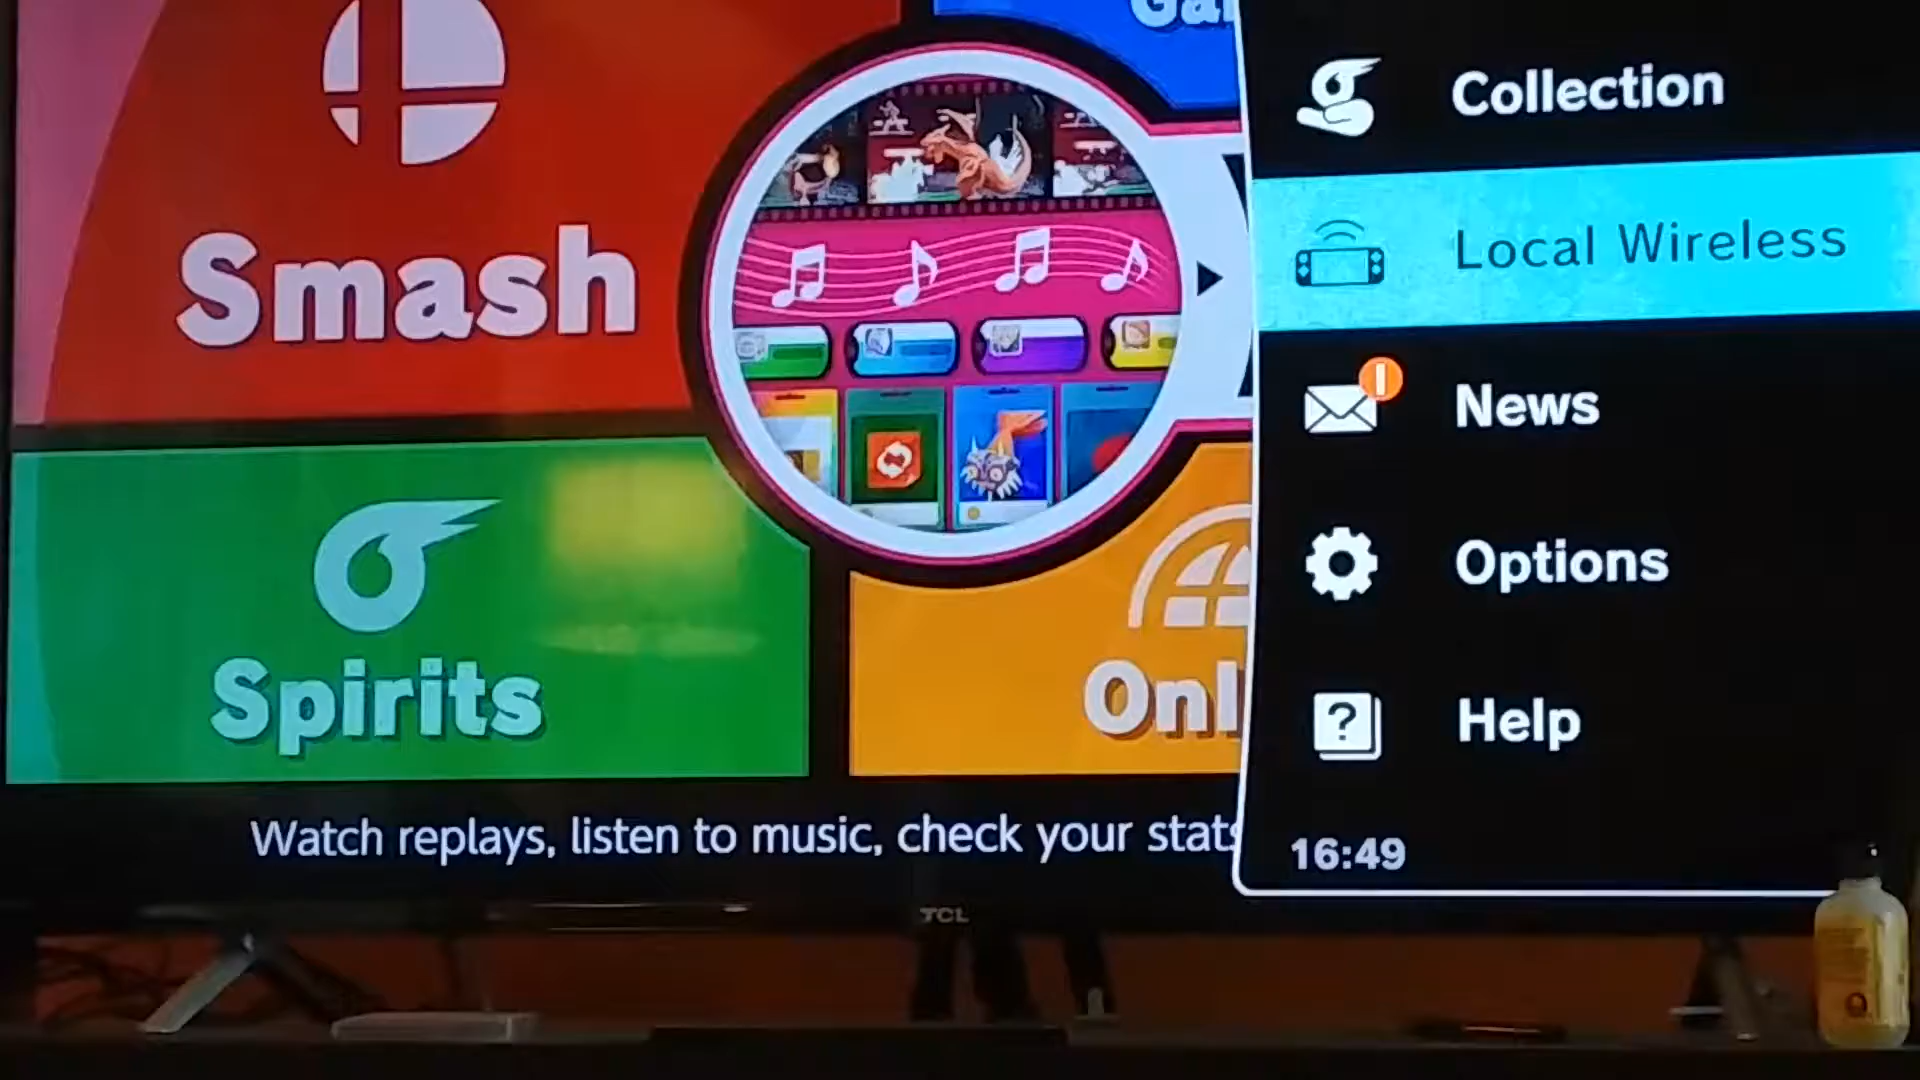 Smash
Collection
Local Wireless
News
Options
Spirits
Help
Watch replays, listen to music, check your stats
16:49
TCL